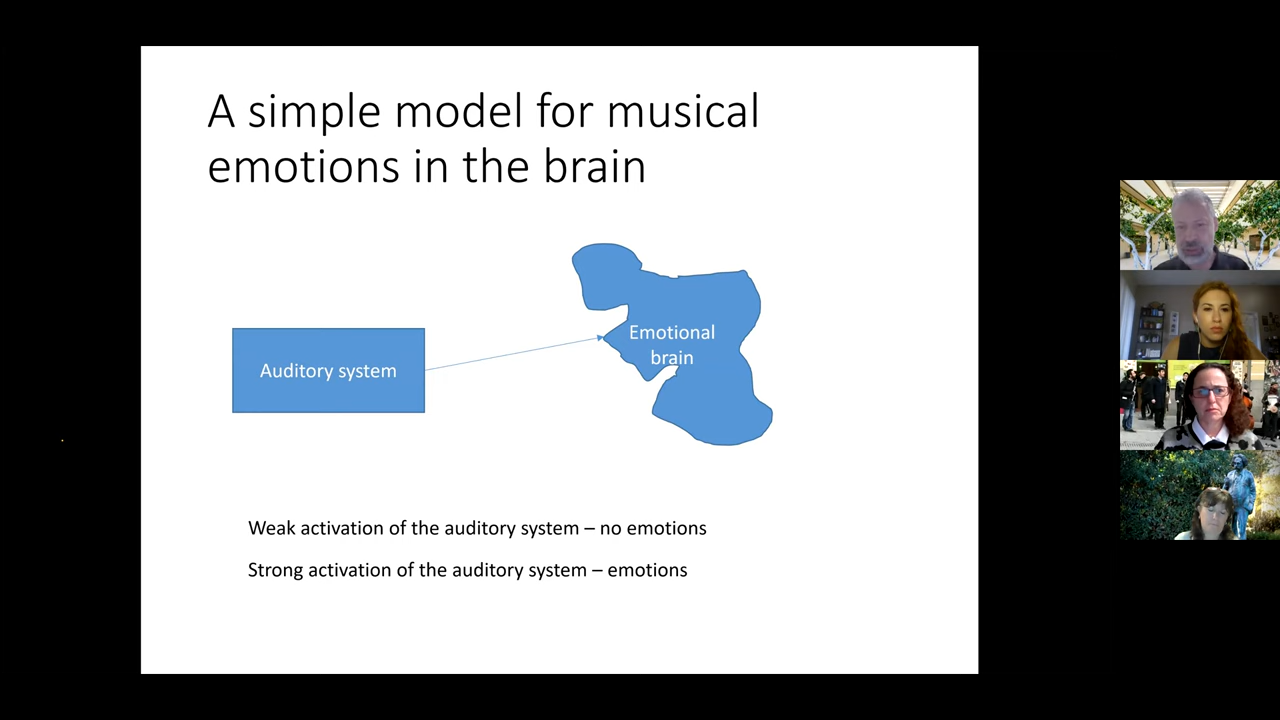 A simple model for musical
emotions in the brain
Auditory system
Emotional
brain
Weak activation of the auditory system – no emotions
Strong activation of the auditory system – emotions